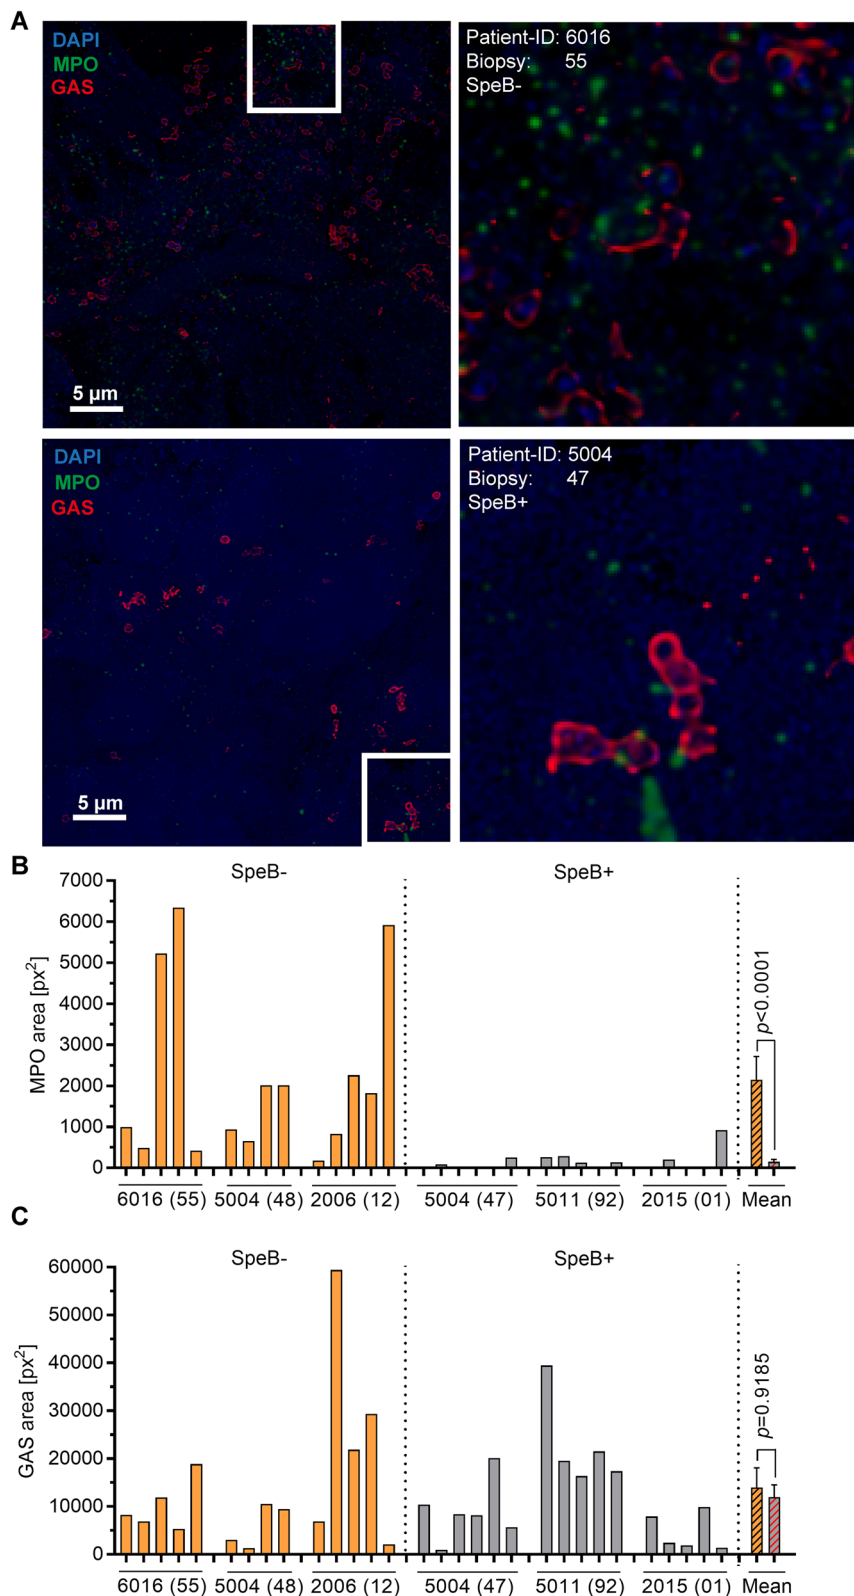 A
DAPI
MPO
GAS
5 µm
Patient-ID: 6016
Biopsy: 55
SpeB-
DAPI
MPO
GAS
5 µm
Patient-ID: 5004
Biopsy: 47
SpeB+
B
SpeB- SpeB+
MPO area [px²]
7000
6000
5000
4000
3000
2000
1000
0
p<0.0001
6016 (55) 5004 (48) 2006 (12) 5004 (47) 5011 (92) 2015 (01) Mean
C
SpeB- SpeB+
GAS area [px²]
60000
50000
40000
30000
20000
10000
0
p=0.9185
6016 (55) 5004 (48) 2006 (12) 5004 (47) 5011 (92) 2015 (01) Mean